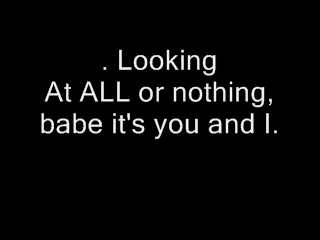 . Looking
At ALL or nothing,
babe it's you and I.